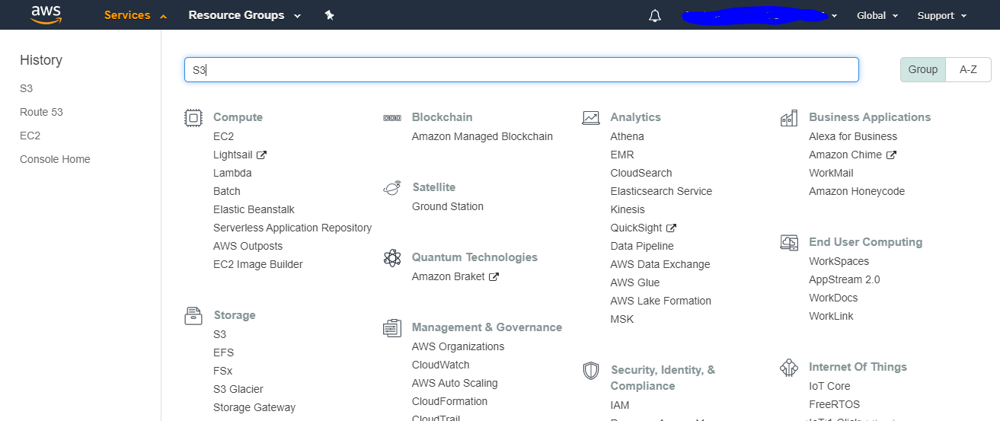 aws
Services
Resource Groups
Global
Support
History
S3
Route 53
EC2
Console Home
S3
Group
A-Z
Compute
EC2
Lightsail
Lambda
Batch
Elastic Beanstalk
Serverless Application Repository
AWS Outposts
EC2 Image Builder
Storage
S3
EFS
FSx
S3 Glacier
Storage Gateway
Blockchain
Amazon Managed Blockchain
Satellite
Ground Station
Quantum Technologies
Amazon Braket
Management & Governance
AWS Organizations
CloudWatch
AWS Auto Scaling
CloudFormation
CloudTrail
Analytics
Athena
EMR
CloudSearch
Elasticsearch Service
Kinesis
QuickSight
Data Pipeline
AWS Data Exchange
AWS Glue
AWS Lake Formation
MSK
Security, Identity, &
Compliance
IAM
Business Applications
Alexa for Business
Amazon Chime
WorkMail
Amazon Honeycode
End User Computing
WorkSpaces
AppStream 2.0
WorkDocs
WorkLink
Internet Of Things
IoT Core
FreeRTOS
IoT 1-Click